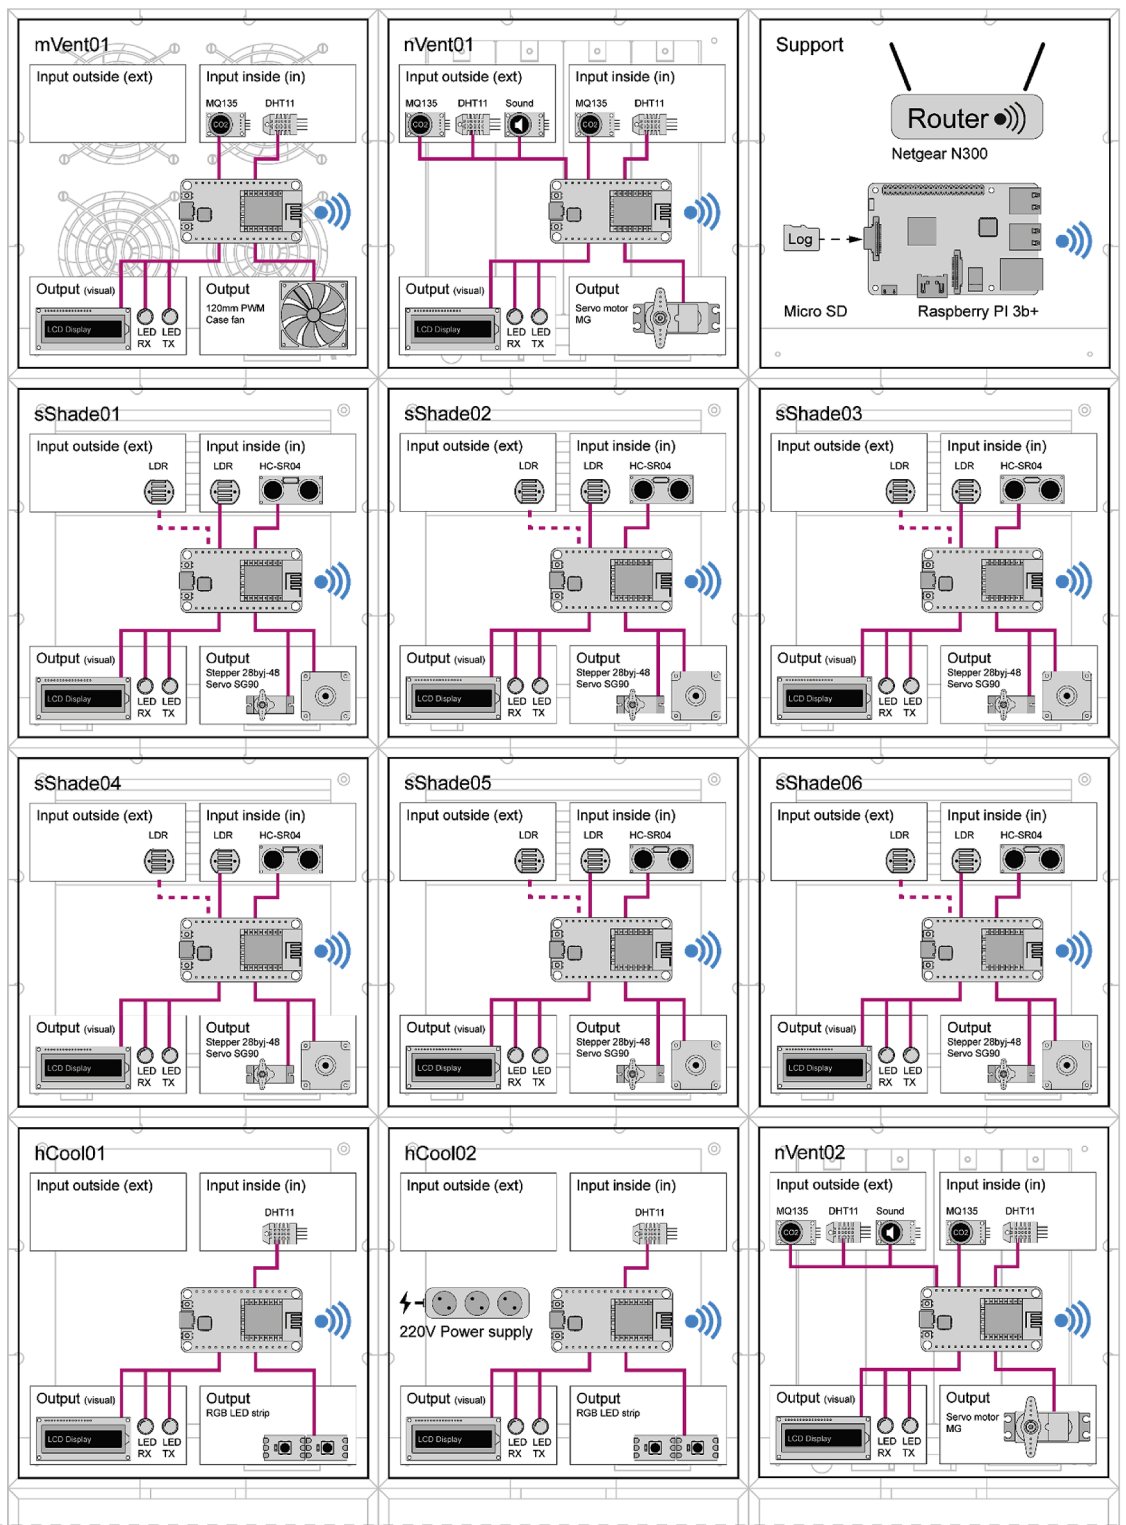 mVent01
Input outside (ext)
Input inside (in)
MQ135
DHT11
CO2
Output (visual)
LCD Display
LED RX
LED TX
Output
120mm PWM
Case fan
nVent01
Input outside (ext)
Input inside (in)
MQ135
DHT11
Sound
MQ135
DHT11
CO2
CO2
Output (visual)
LCD Display
LED RX
LED TX
Output
Servo motor
MG
Support
Router
Netgear N300
Log
Micro SD
Raspberry PI 3b+
sShade01
Input outside (ext)
Input inside (in)
LDR
LDR
HC-SR04
Output (visual)
LCD Display
LED RX
LED TX
Output
Stepper 28byj-48
Servo SG90
sShade02
Input outside (ext)
Input inside (in)
LDR
LDR
HC-SR04
Output (visual)
LCD Display
LED RX
LED TX
Output
Stepper 28byj-48
Servo SG90
sShade03
Input outside (ext)
Input inside (in)
LDR
LDR
HC-SR04
Output (visual)
LCD Display
LED RX
LED TX
Output
Stepper 28byj-48
Servo SG90
sShade04
Input outside (ext)
Input inside (in)
LDR
LDR
HC-SR04
Output (visual)
LCD Display
LED RX
LED TX
Output
Stepper 28byj-48
Servo SG90
sShade05
Input outside (ext)
Input inside (in)
LDR
LDR
HC-SR04
Output (visual)
LCD Display
LED RX
LED TX
Output
Stepper 28byj-48
Servo SG90
sShade06
Input outside (ext)
Input inside (in)
LDR
LDR
HC-SR04
Output (visual)
LCD Display
LED RX
LED TX
Output
Stepper 28byj-48
Servo SG90
hCool01
Input outside (ext)
Input inside (in)
DHT11
Output (visual)
LCD Display
LED RX
LED TX
Output
RGB LED strip
hCool02
Input outside (ext)
Input inside (in)
DHT11
220V Power supply
Output (visual)
LCD Display
LED RX
LED TX
Output
RGB LED strip
nVent02
Input outside (ext)
Input inside (in)
MQ135
DHT11
Sound
MQ135
DHT11
CO2
CO2
Output (visual)
LCD Display
LED RX
LED TX
Output
Servo motor
MG